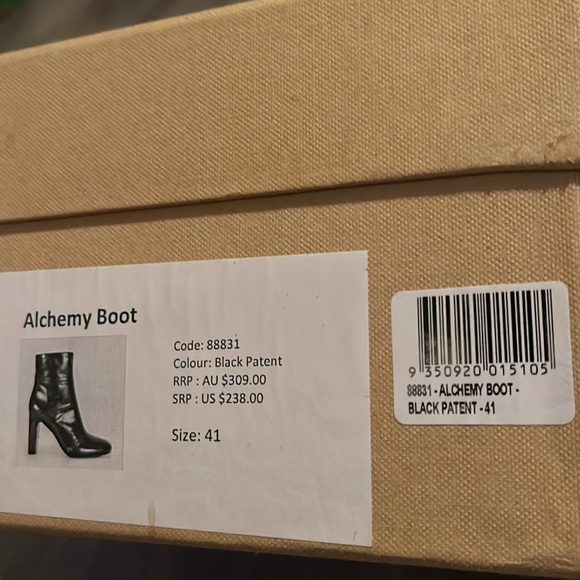 Alchemy Boot
Code: 88831
Colour: Black Patent
RRP : AU $309.00
SRP : US $238.00
Size: 41
9 350920 015105
88831 - ALCHEMY BOOT -
BLACK PATENT - 41